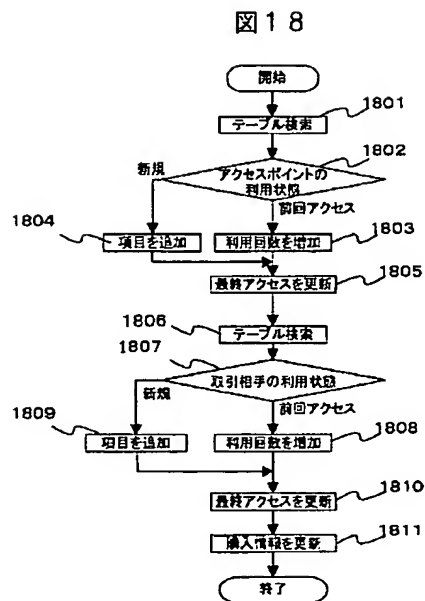 図18
開始
1801
テーブル検索
1802
アクセスポイントの
利用状態
新規
前回アクセス
1804
項目を追加
利用回数を増加
1803
最終アクセスを更新
1805
1806
テーブル検索
1807
取引相手の利用状態
新規
前回アクセス
1809
項目を追加
利用回数を増加
1808
最終アクセスを更新
1810
購入情報を更新
1811
終了